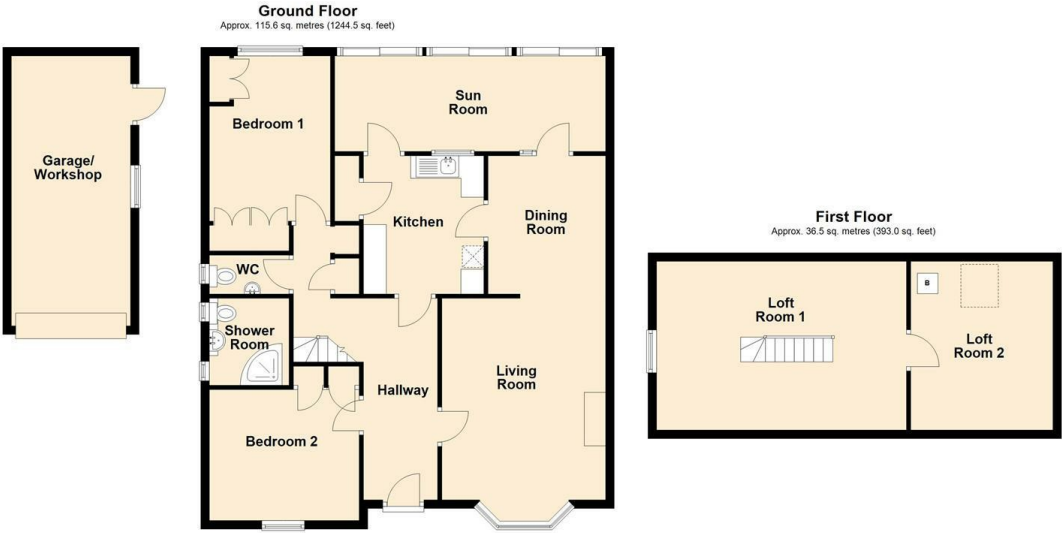 Ground Floor
Approx. 115.6 sq. metres (1244.5 sq. feet)
Garage/
Workshop
Bedroom 1
Sun
Room
Kitchen
Dining
Room
WC
Shower
Room
Hallway
Living
Room
Bedroom 2
First Floor
Approx. 36.5 sq. metres (393.0 sq. feet)
Loft
Room 1
B
Loft
Room 2